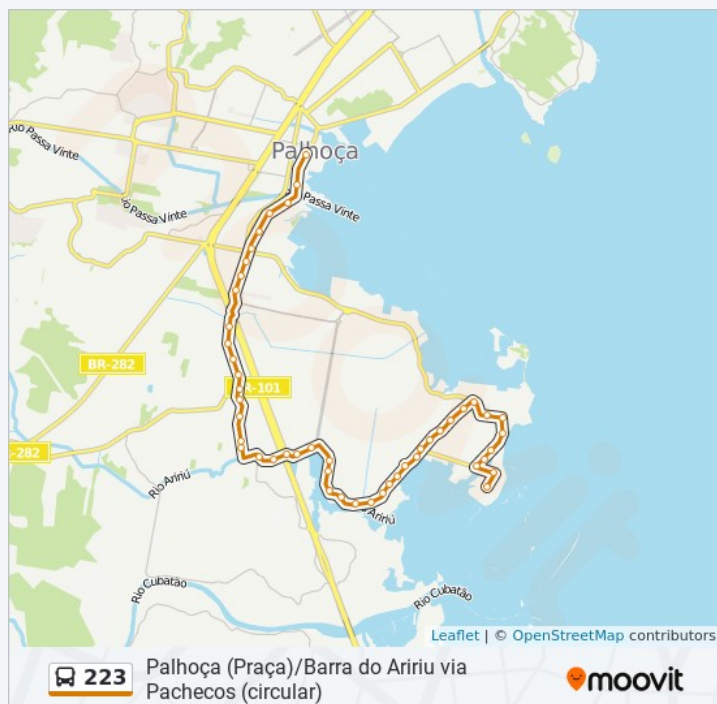 Palhoça
Rio Passa Vinte
Rio Passa Vinte
Passa Vinte
BR-282
BR-101
-282
Rio Aririú
Aririú
Rio Cubatão
Rio Cubatão
Leaflet | © OpenStreetMap contributors
223
Palhoça (Praça)/Barra do Aririu via
Pachecos (circular)
moovit